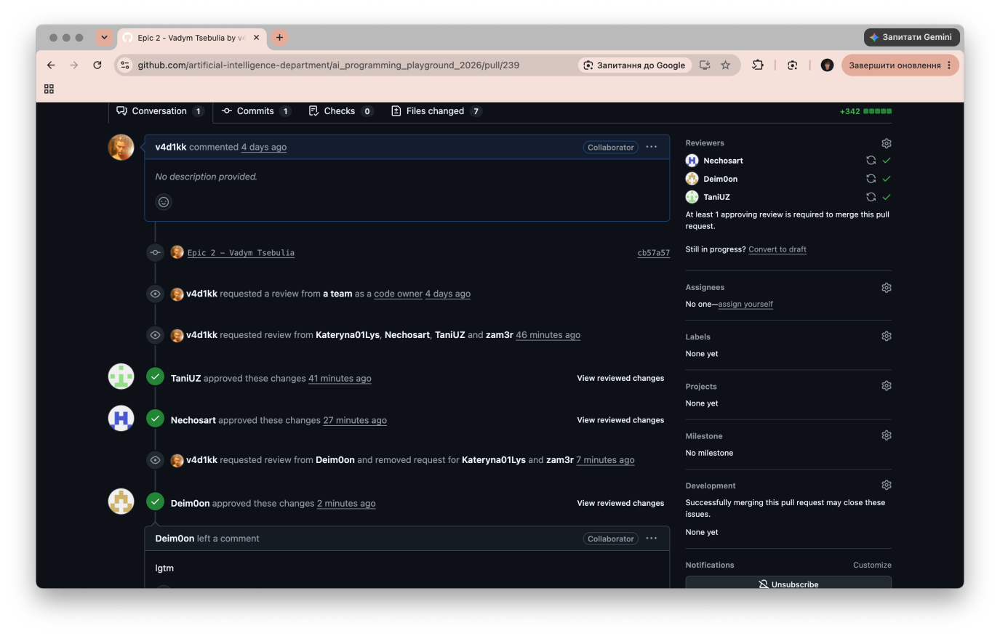 Epic 2 - Vadym Tsebulia by v4
Запитати Gemini
github.com/artificial-intelligence-department/ai_programming_playground_2026/pull/239
Запитання до Google
Завершити оновлення
Conversation 1
Commits 1
Checks 0
Files changed 7
+342
v4d1kk commented 4 days ago
Collaborator
No description provided.
Epic 2 - Vadym Tsebulia
cb57a57
v4d1kk requested a review from a team as a code owner 4 days ago
v4d1kk requested review from Kateryna01Lys, Nechosart, TaniUZ and zam3r 46 minutes ago
TaniUZ approved these changes 41 minutes ago
View reviewed changes
Nechosart approved these changes 27 minutes ago
View reviewed changes
v4d1kk requested review from Deim0on and removed request for Kateryna01Lys and zam3r 7 minutes ago
Deim0on approved these changes 2 minutes ago
View reviewed changes
Deim0on left a comment
Collaborator
lgtm
Reviewers
Nechosart
Deim0on
TaniUZ
At least 1 approving review is required to merge this pull
request.
Still in progress? Convert to draft
Assignees
No one—assign yourself
Labels
None yet
Projects
None yet
Milestone
No milestone
Development
Successfully merging this pull request may close these
issues.
None yet
Notifications
Customize
Unsubscribe